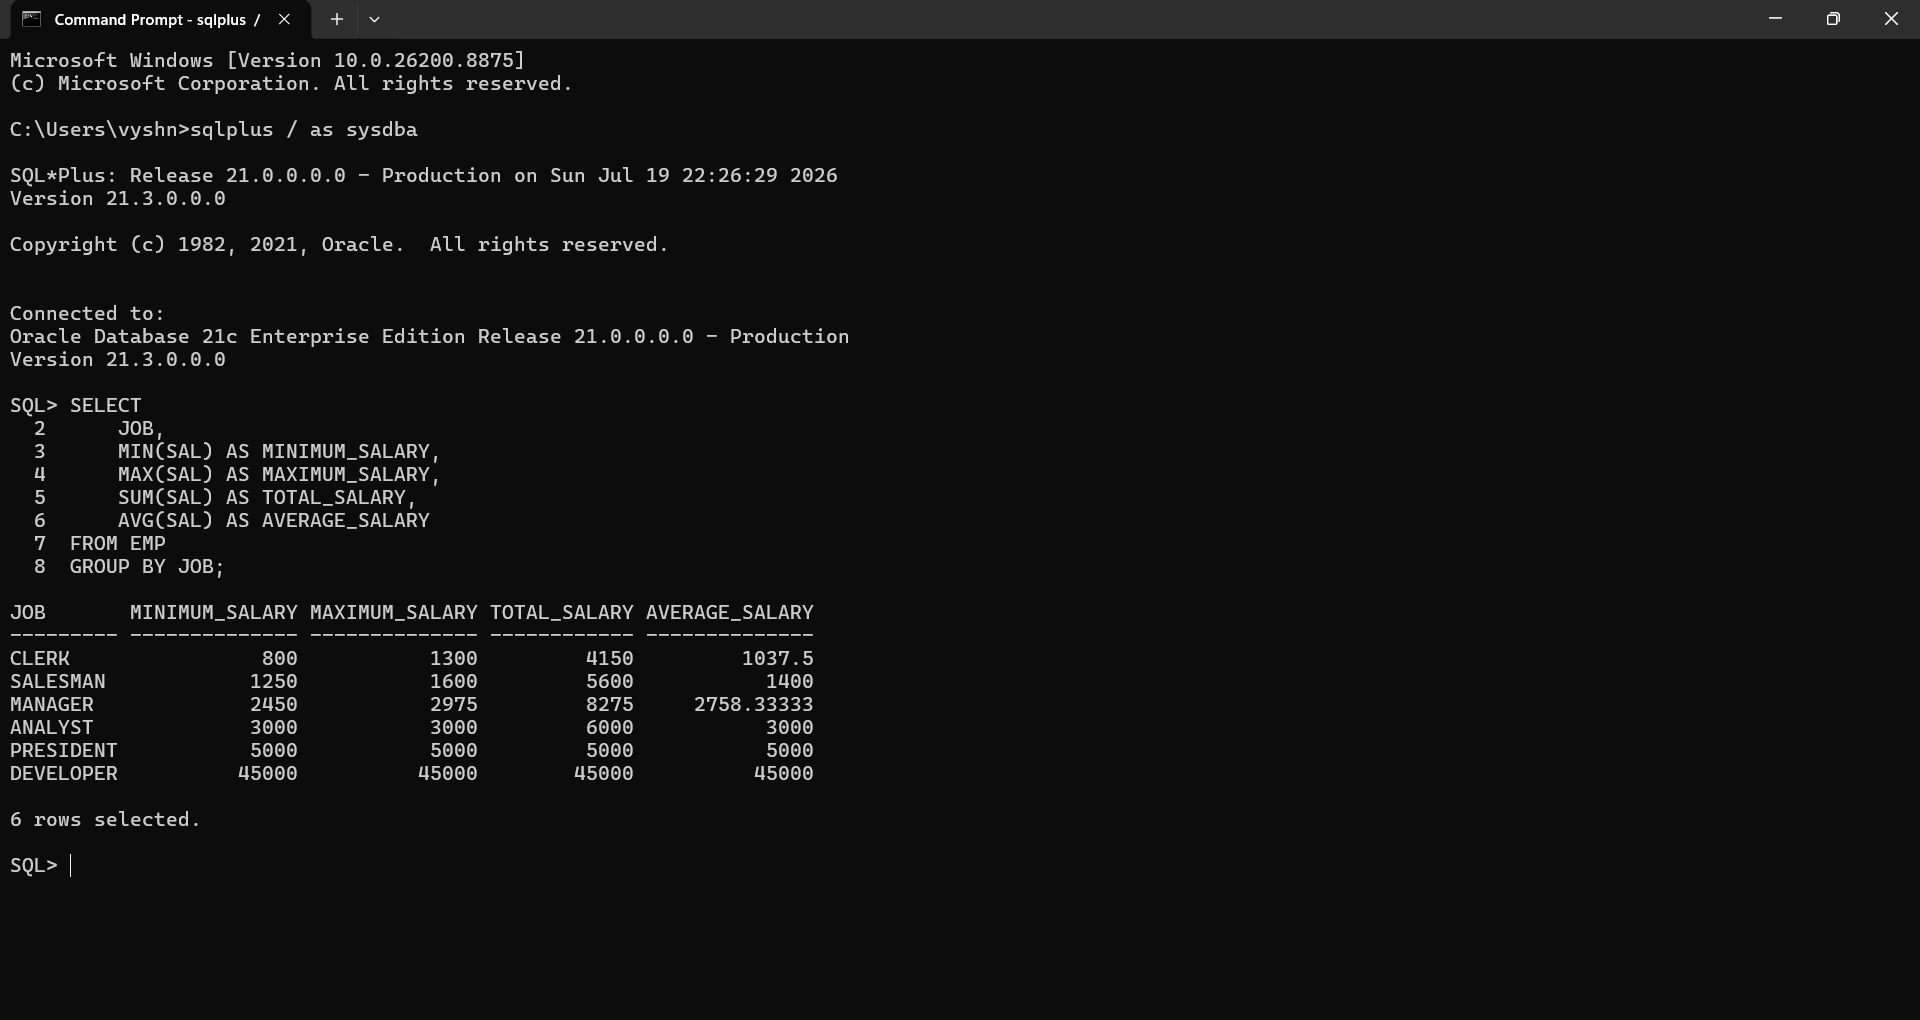 Command Prompt - sqlplus /
Microsoft Windows [Version 10.0.26200.8875]
(c) Microsoft Corporation. All rights reserved.
C:\Users\vyshn>sqlplus / as sysdba
SQL*Plus: Release 21.0.0.0.0 - Production on Sun Jul 19 22:26:29 2026
Version 21.3.0.0.0
Copyright (c) 1982, 2021, Oracle.  All rights reserved.
Connected to:
Oracle Database 21c Enterprise Edition Release 21.0.0.0.0 - Production
Version 21.3.0.0.0
SQL> SELECT
  2      JOB,
  3      MIN(SAL) AS MINIMUM_SALARY,
  4      MAX(SAL) AS MAXIMUM_SALARY,
  5      SUM(SAL) AS TOTAL_SALARY,
  6      AVG(SAL) AS AVERAGE_SALARY
  7  FROM EMP
  8  GROUP BY JOB;
JOB       MINIMUM_SALARY MAXIMUM_SALARY TOTAL_SALARY AVERAGE_SALARY
--------- -------------- -------------- ------------ --------------
CLERK                800           1300         4150         1037.5
SALESMAN            1250           1600         5600           1400
MANAGER             2450           2975         8275     2758.33333
ANALYST             3000           3000         6000           3000
PRESIDENT           5000           5000         5000           5000
DEVELOPER          45000          45000        45000          45000
6 rows selected.
SQL>